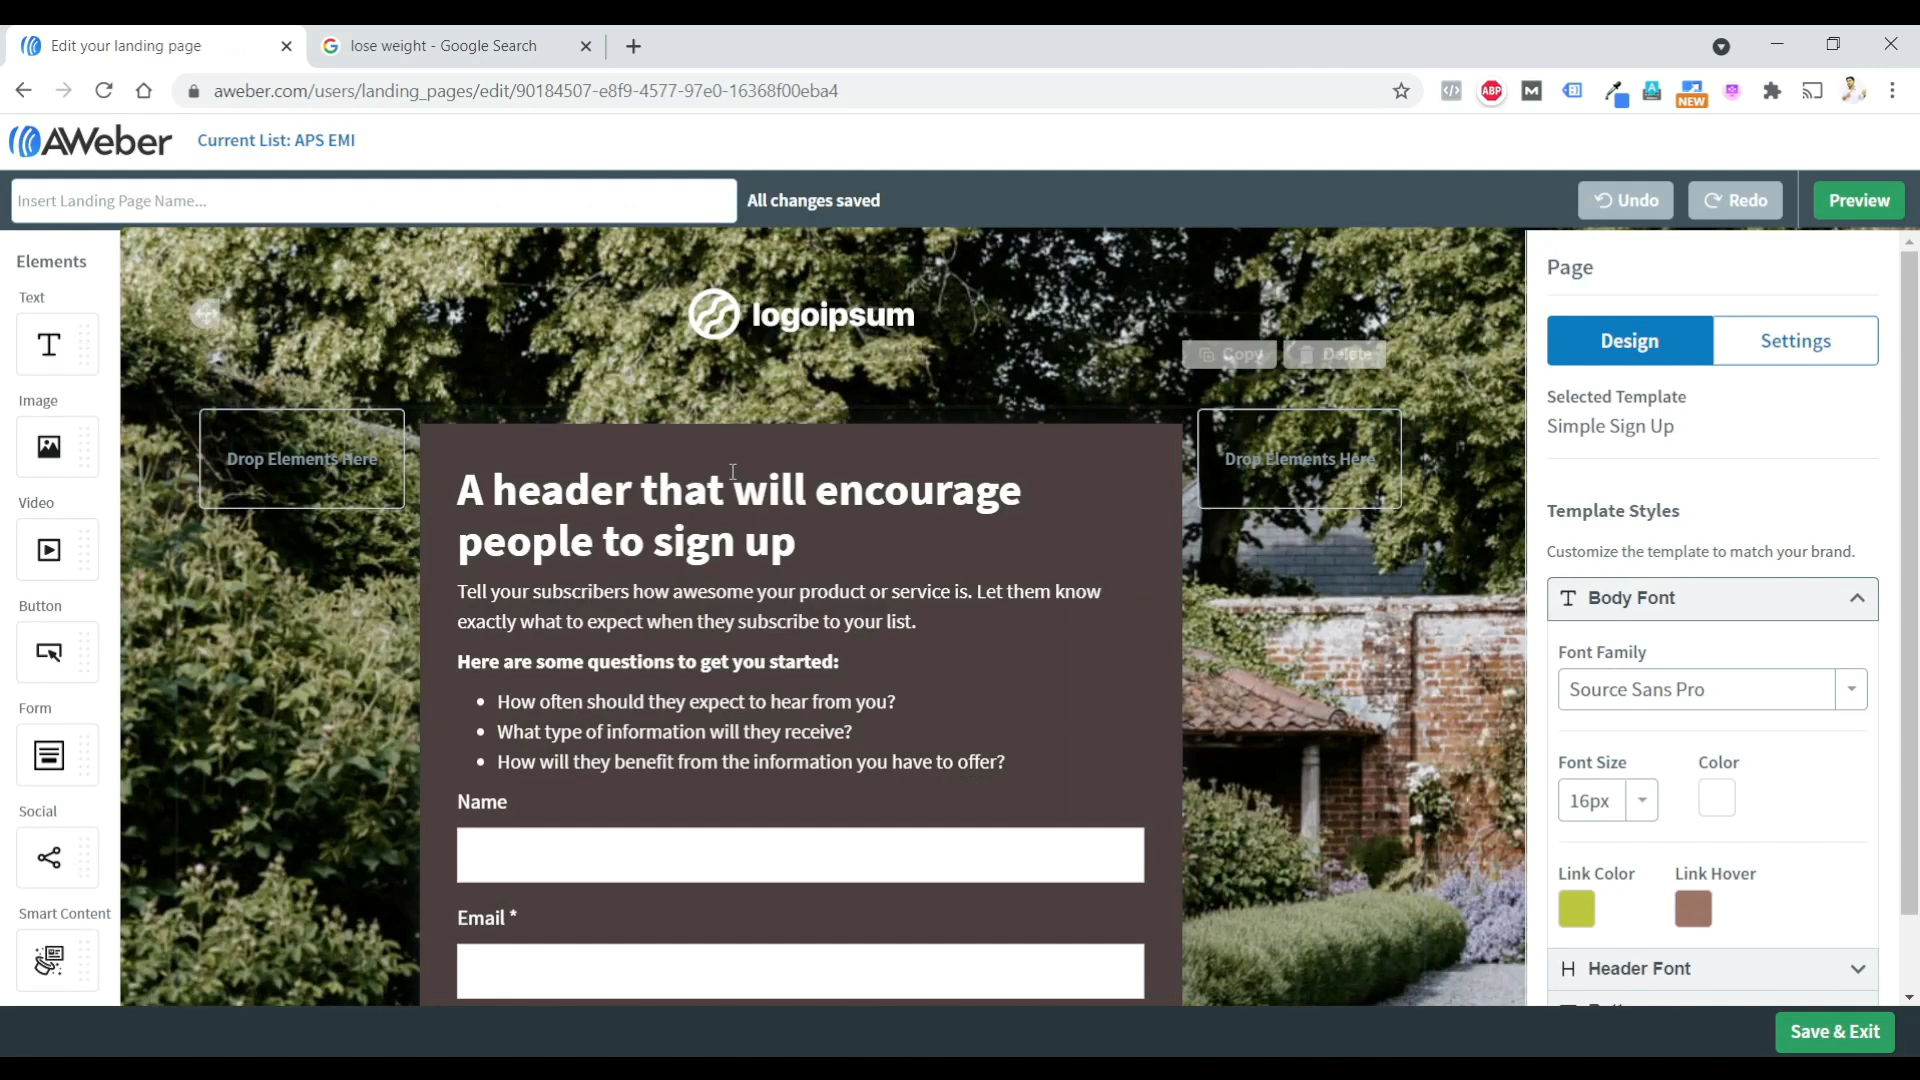 Edit your landing page
lose weight - Google Search
aweber.com/users/landing_pages/edit/90184507-e8f9-4577-97e0-16368f00eba4
ABP
M
NEW
AWeber
Current List: APS EMI
Insert Landing Page Name...
All changes saved
Undo
Redo
Preview
Elements
Text
Image
Video
Button
Form
Social
Smart Content
logoipsum
Copy
Delete
Drop Elements Here
Drop Elements Here
A header that will encourage
people to sign up
Tell your subscribers how awesome your product or service is. Let them know
exactly what to expect when they subscribe to your list.
Here are some questions to get you started:
• How often should they expect to hear from you?
• What type of information will they receive?
• How will they benefit from the information you have to offer?
Name
Email *
Page
Design
Settings
Selected Template
Simple Sign Up
Template Styles
Customize the template to match your brand.
Body Font
Font Family
Source Sans Pro
Font Size
Color
16px
Link Color
Link Hover
Header Font
Save & Exit